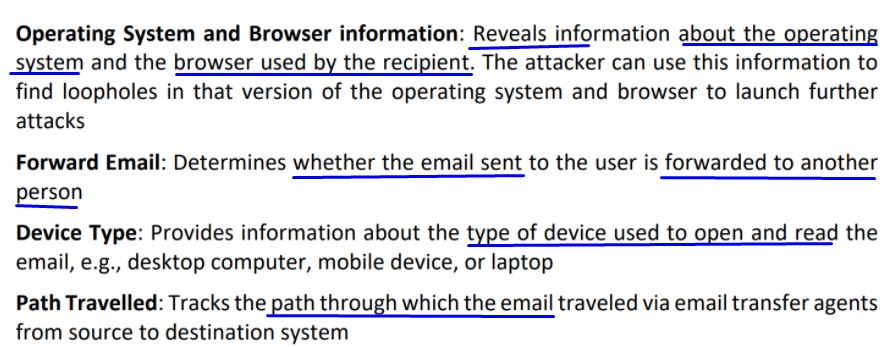 Operating System and Browser information: Reveals information about the operating
system and the browser used by the recipient. The attacker can use this information to
find loopholes in that version of the operating system and browser to launch further
attacks
Forward Email: Determines whether the email sent to the user is forwarded to another
person
Device Type: Provides information about the type of device used to open and read the
email, e.g., desktop computer, mobile device, or laptop
Path Travelled: Tracks the path through which the email traveled via email transfer agents
from source to destination system